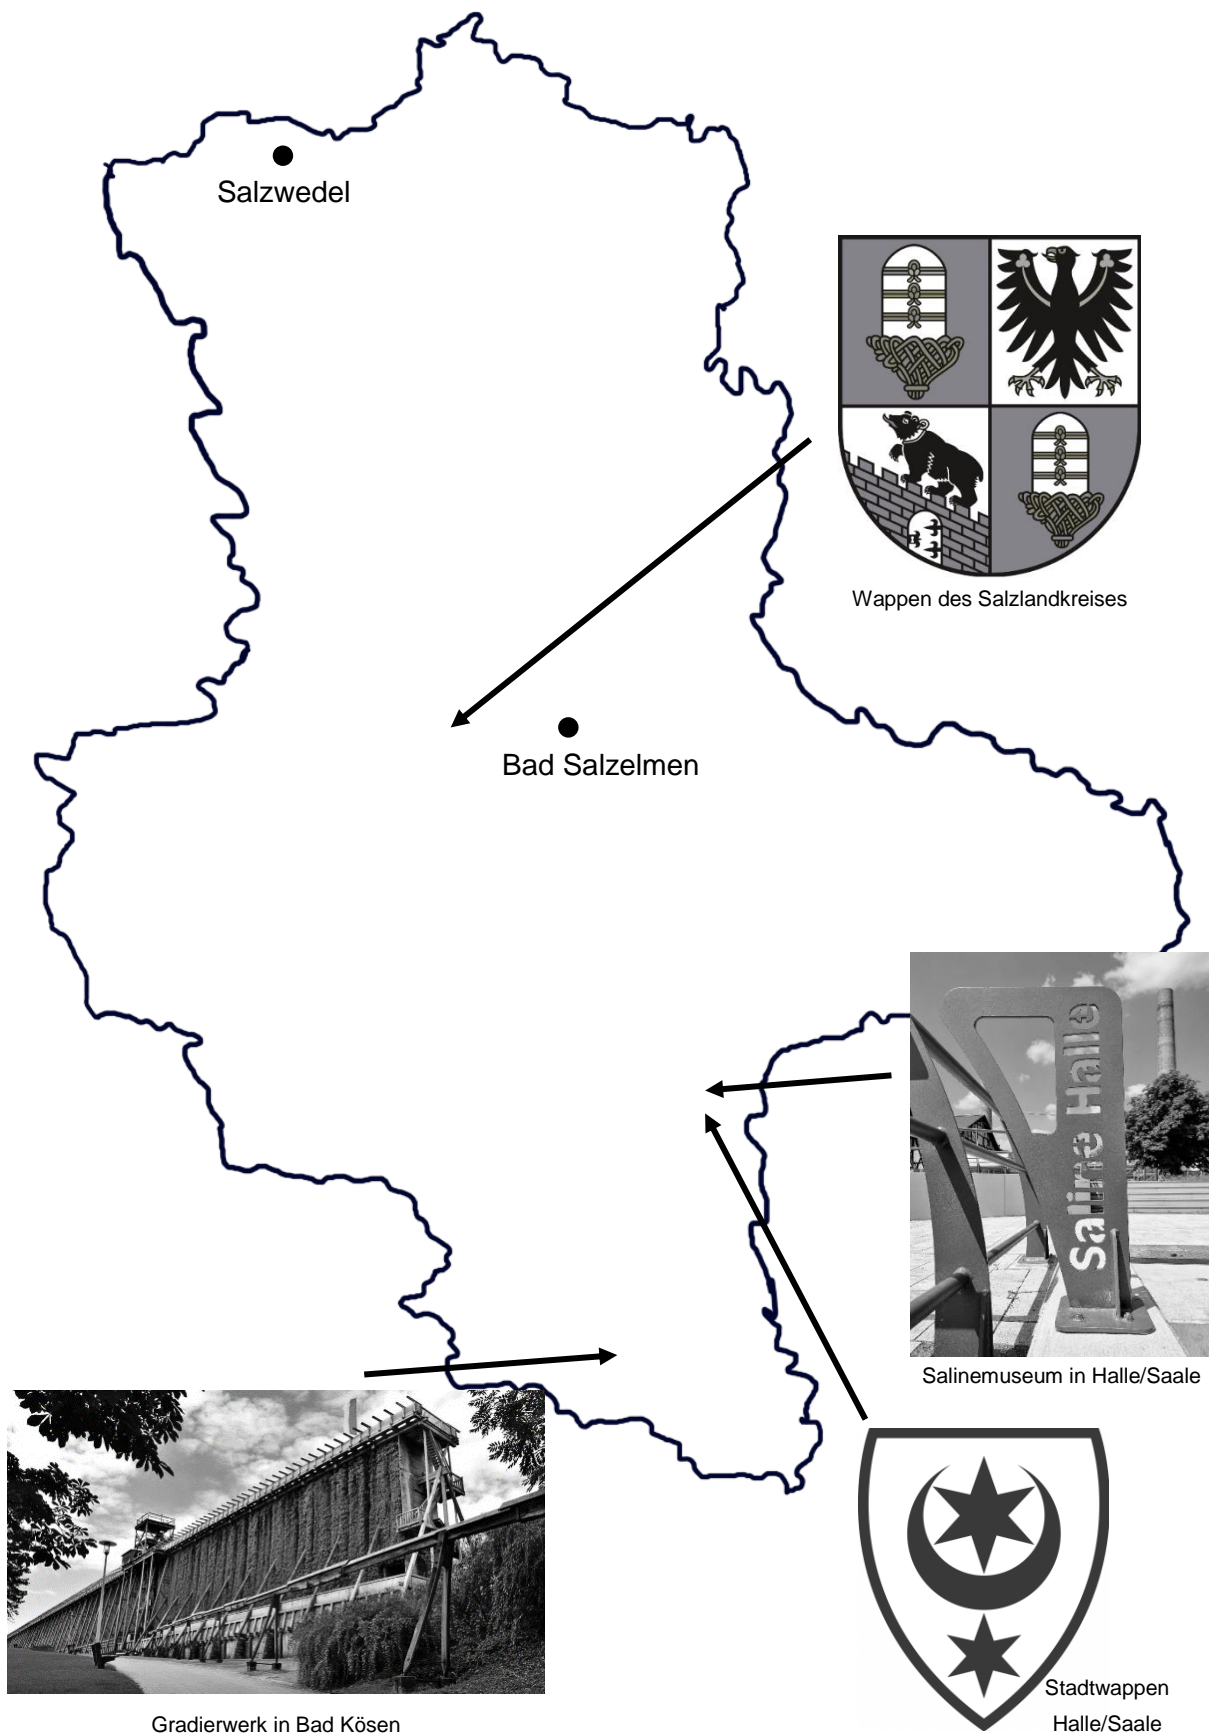 Salzwedel
Wappen des Salzlandkreises
Bad Salzelmen
Saline Halle
Salinemuseum in Halle/Saale
Stadtwappen
Halle/Saale
Gradierwerk in Bad Kösen